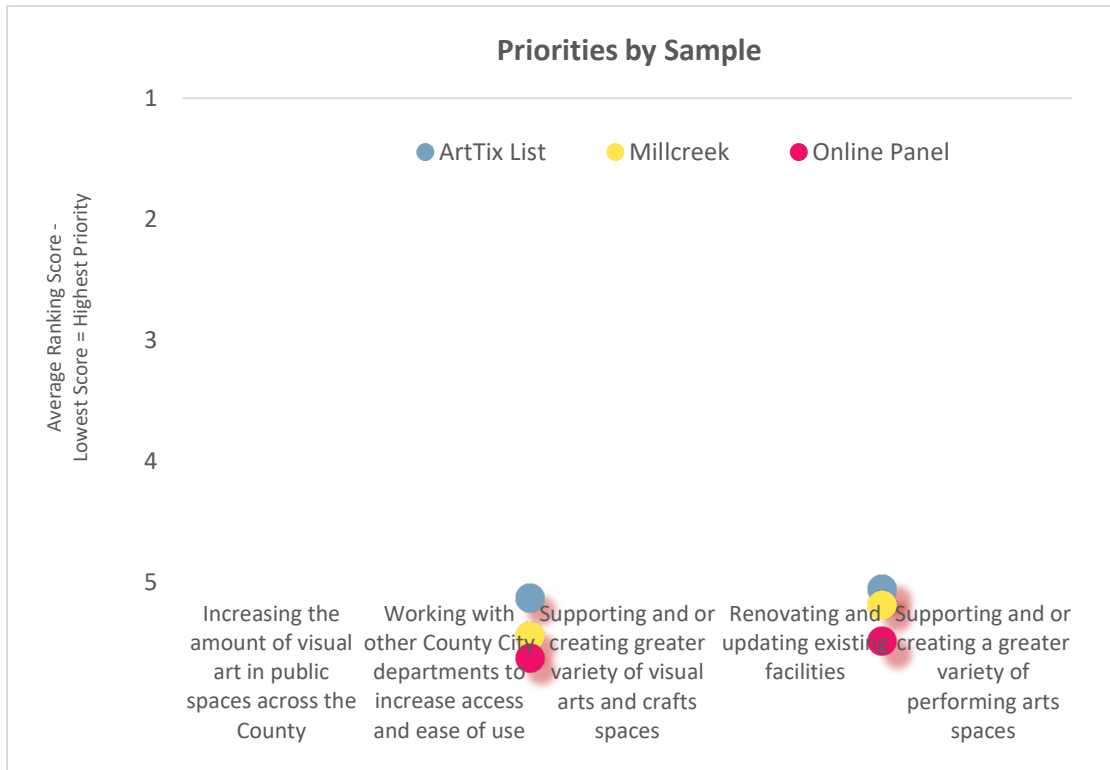 Priorities by Sample
1
ArtTix List Millcreek Online Panel
2
3
4
5
Average Ranking Score -
Lowest Score = Highest Priority
Increasing the
amount of visual
art in public
spaces across the
County
Working with
other County City
departments to
increase access
and ease of use
Supporting and or
creating greater
variety of visual
arts and crafts
spaces
Renovating and
updating existing
facilities
Supporting and or
creating a greater
variety of
performing arts
spaces